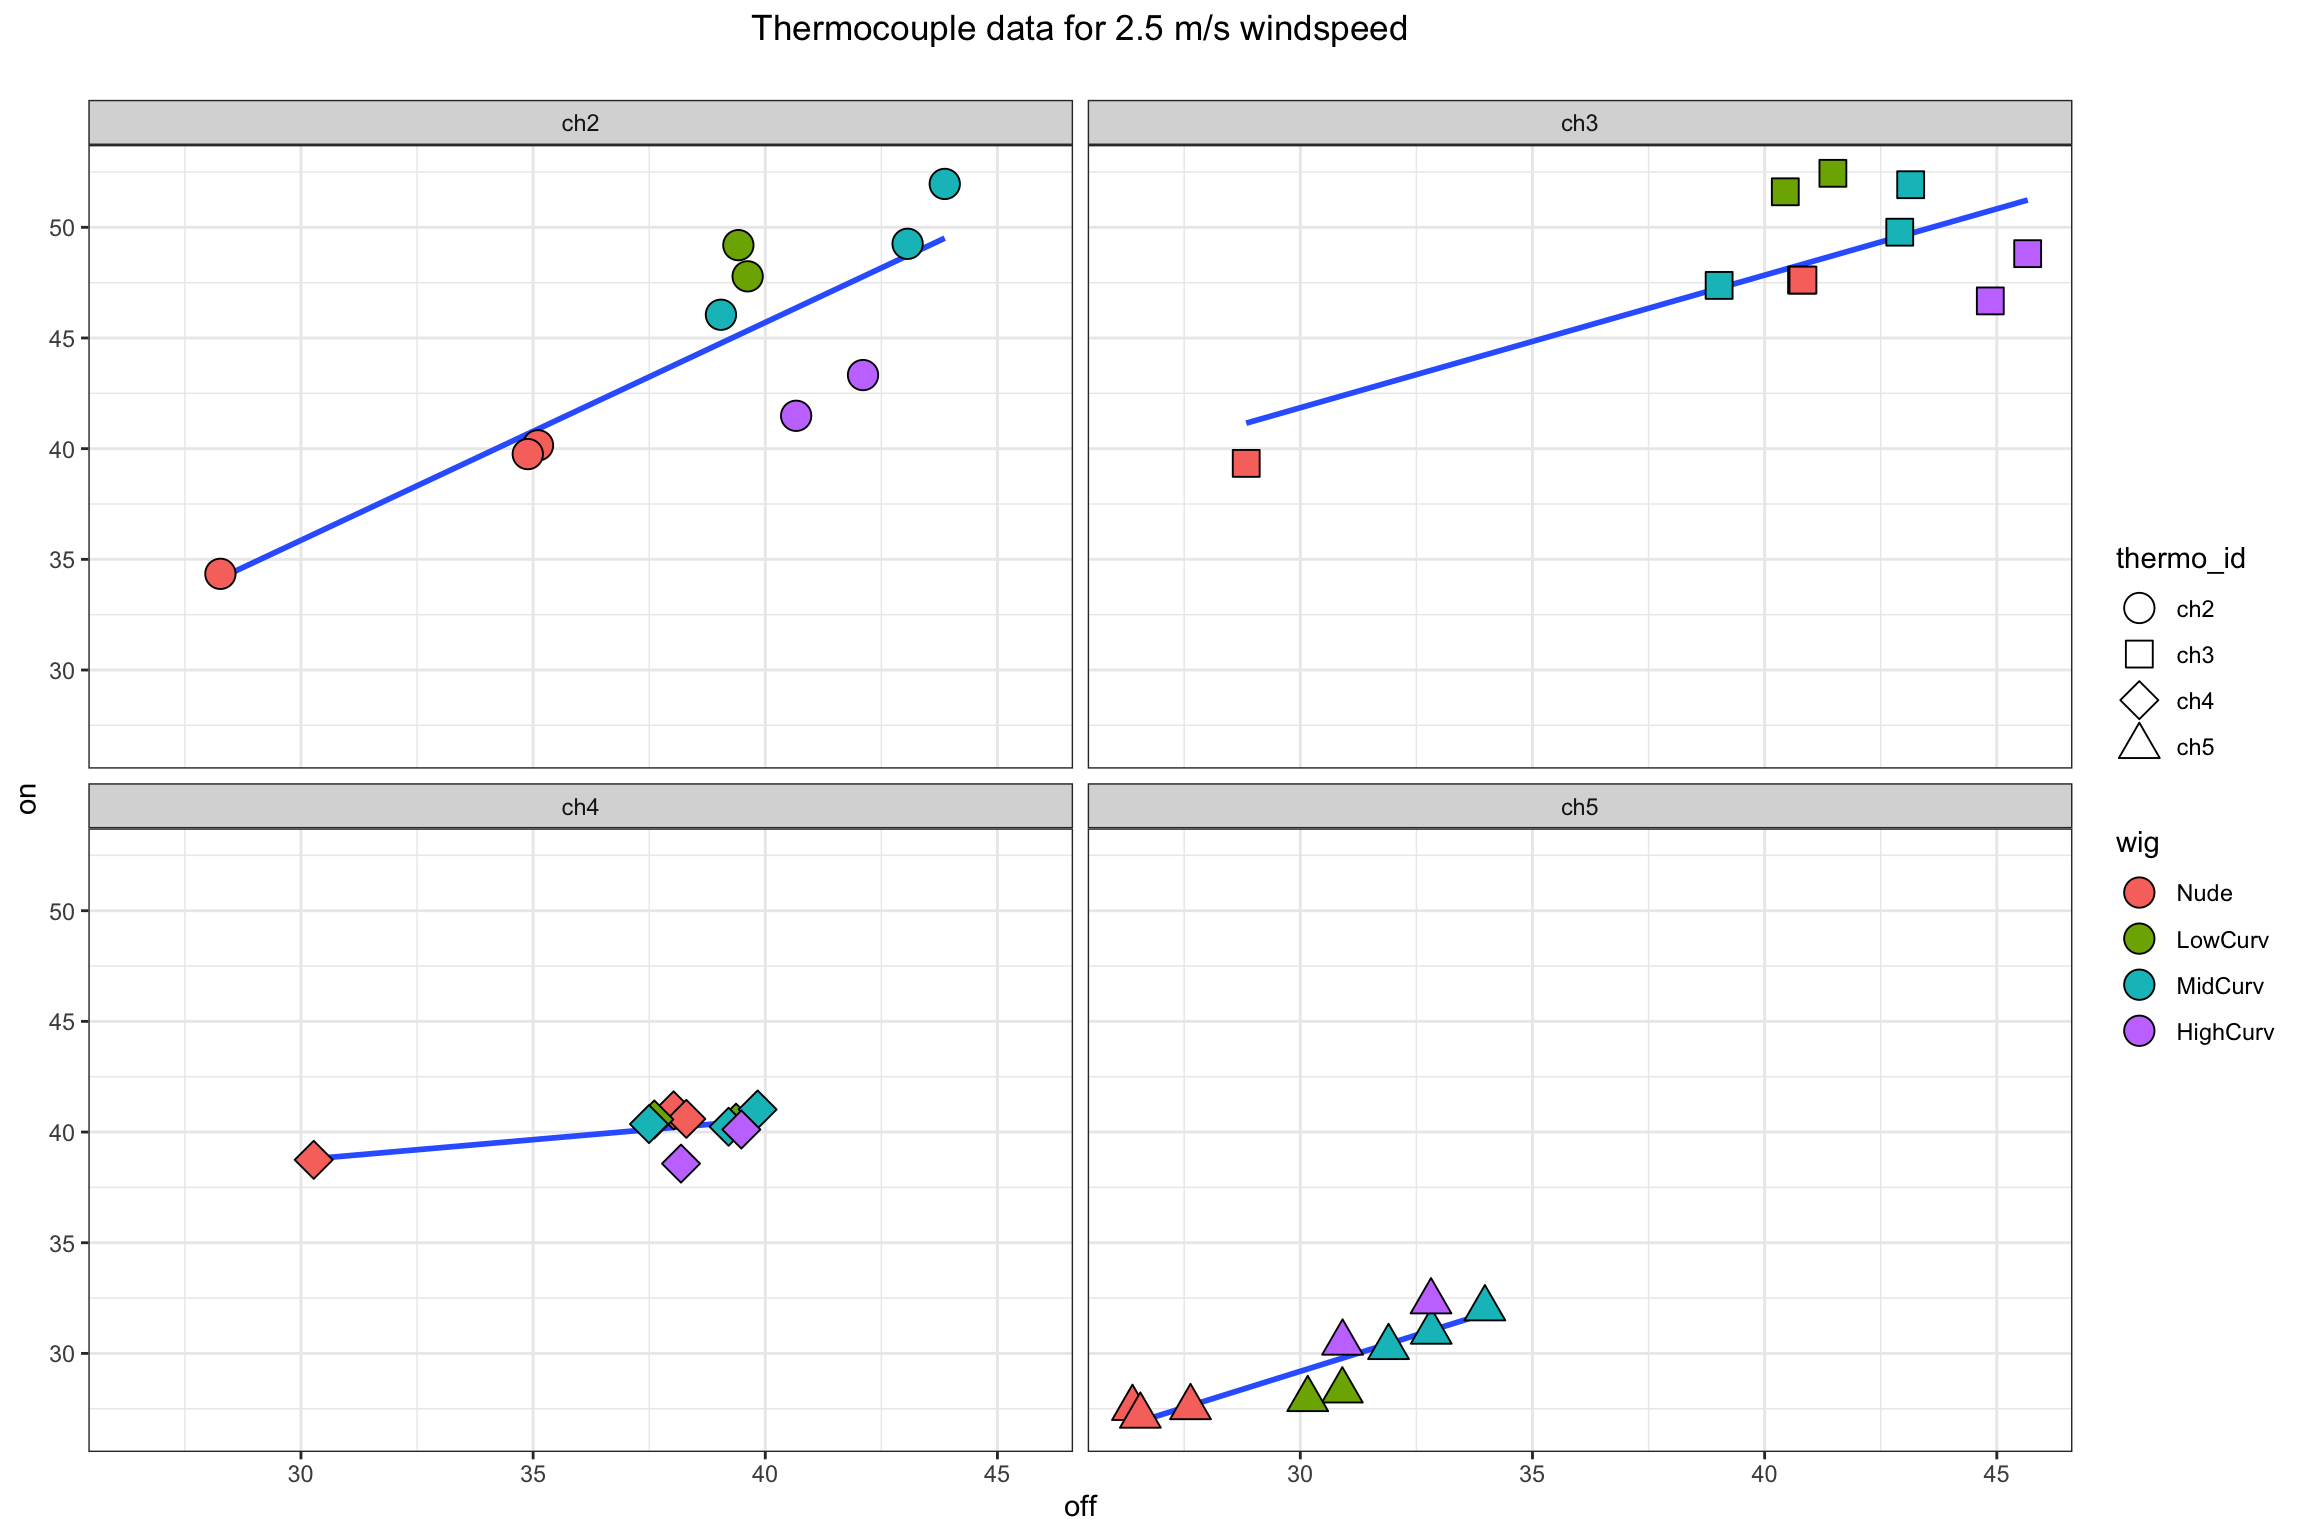 Thermocouple data for 2.5 m/s windspeed
ch2
ch3
50
45
40
35
30
on
ch4
ch5
50
45
40
35
30
30
35
40
45
30
35
40
45
off
thermo_id
ch2
ch3
ch4
ch5
wig
Nude
LowCurv
MidCurv
HighCurv